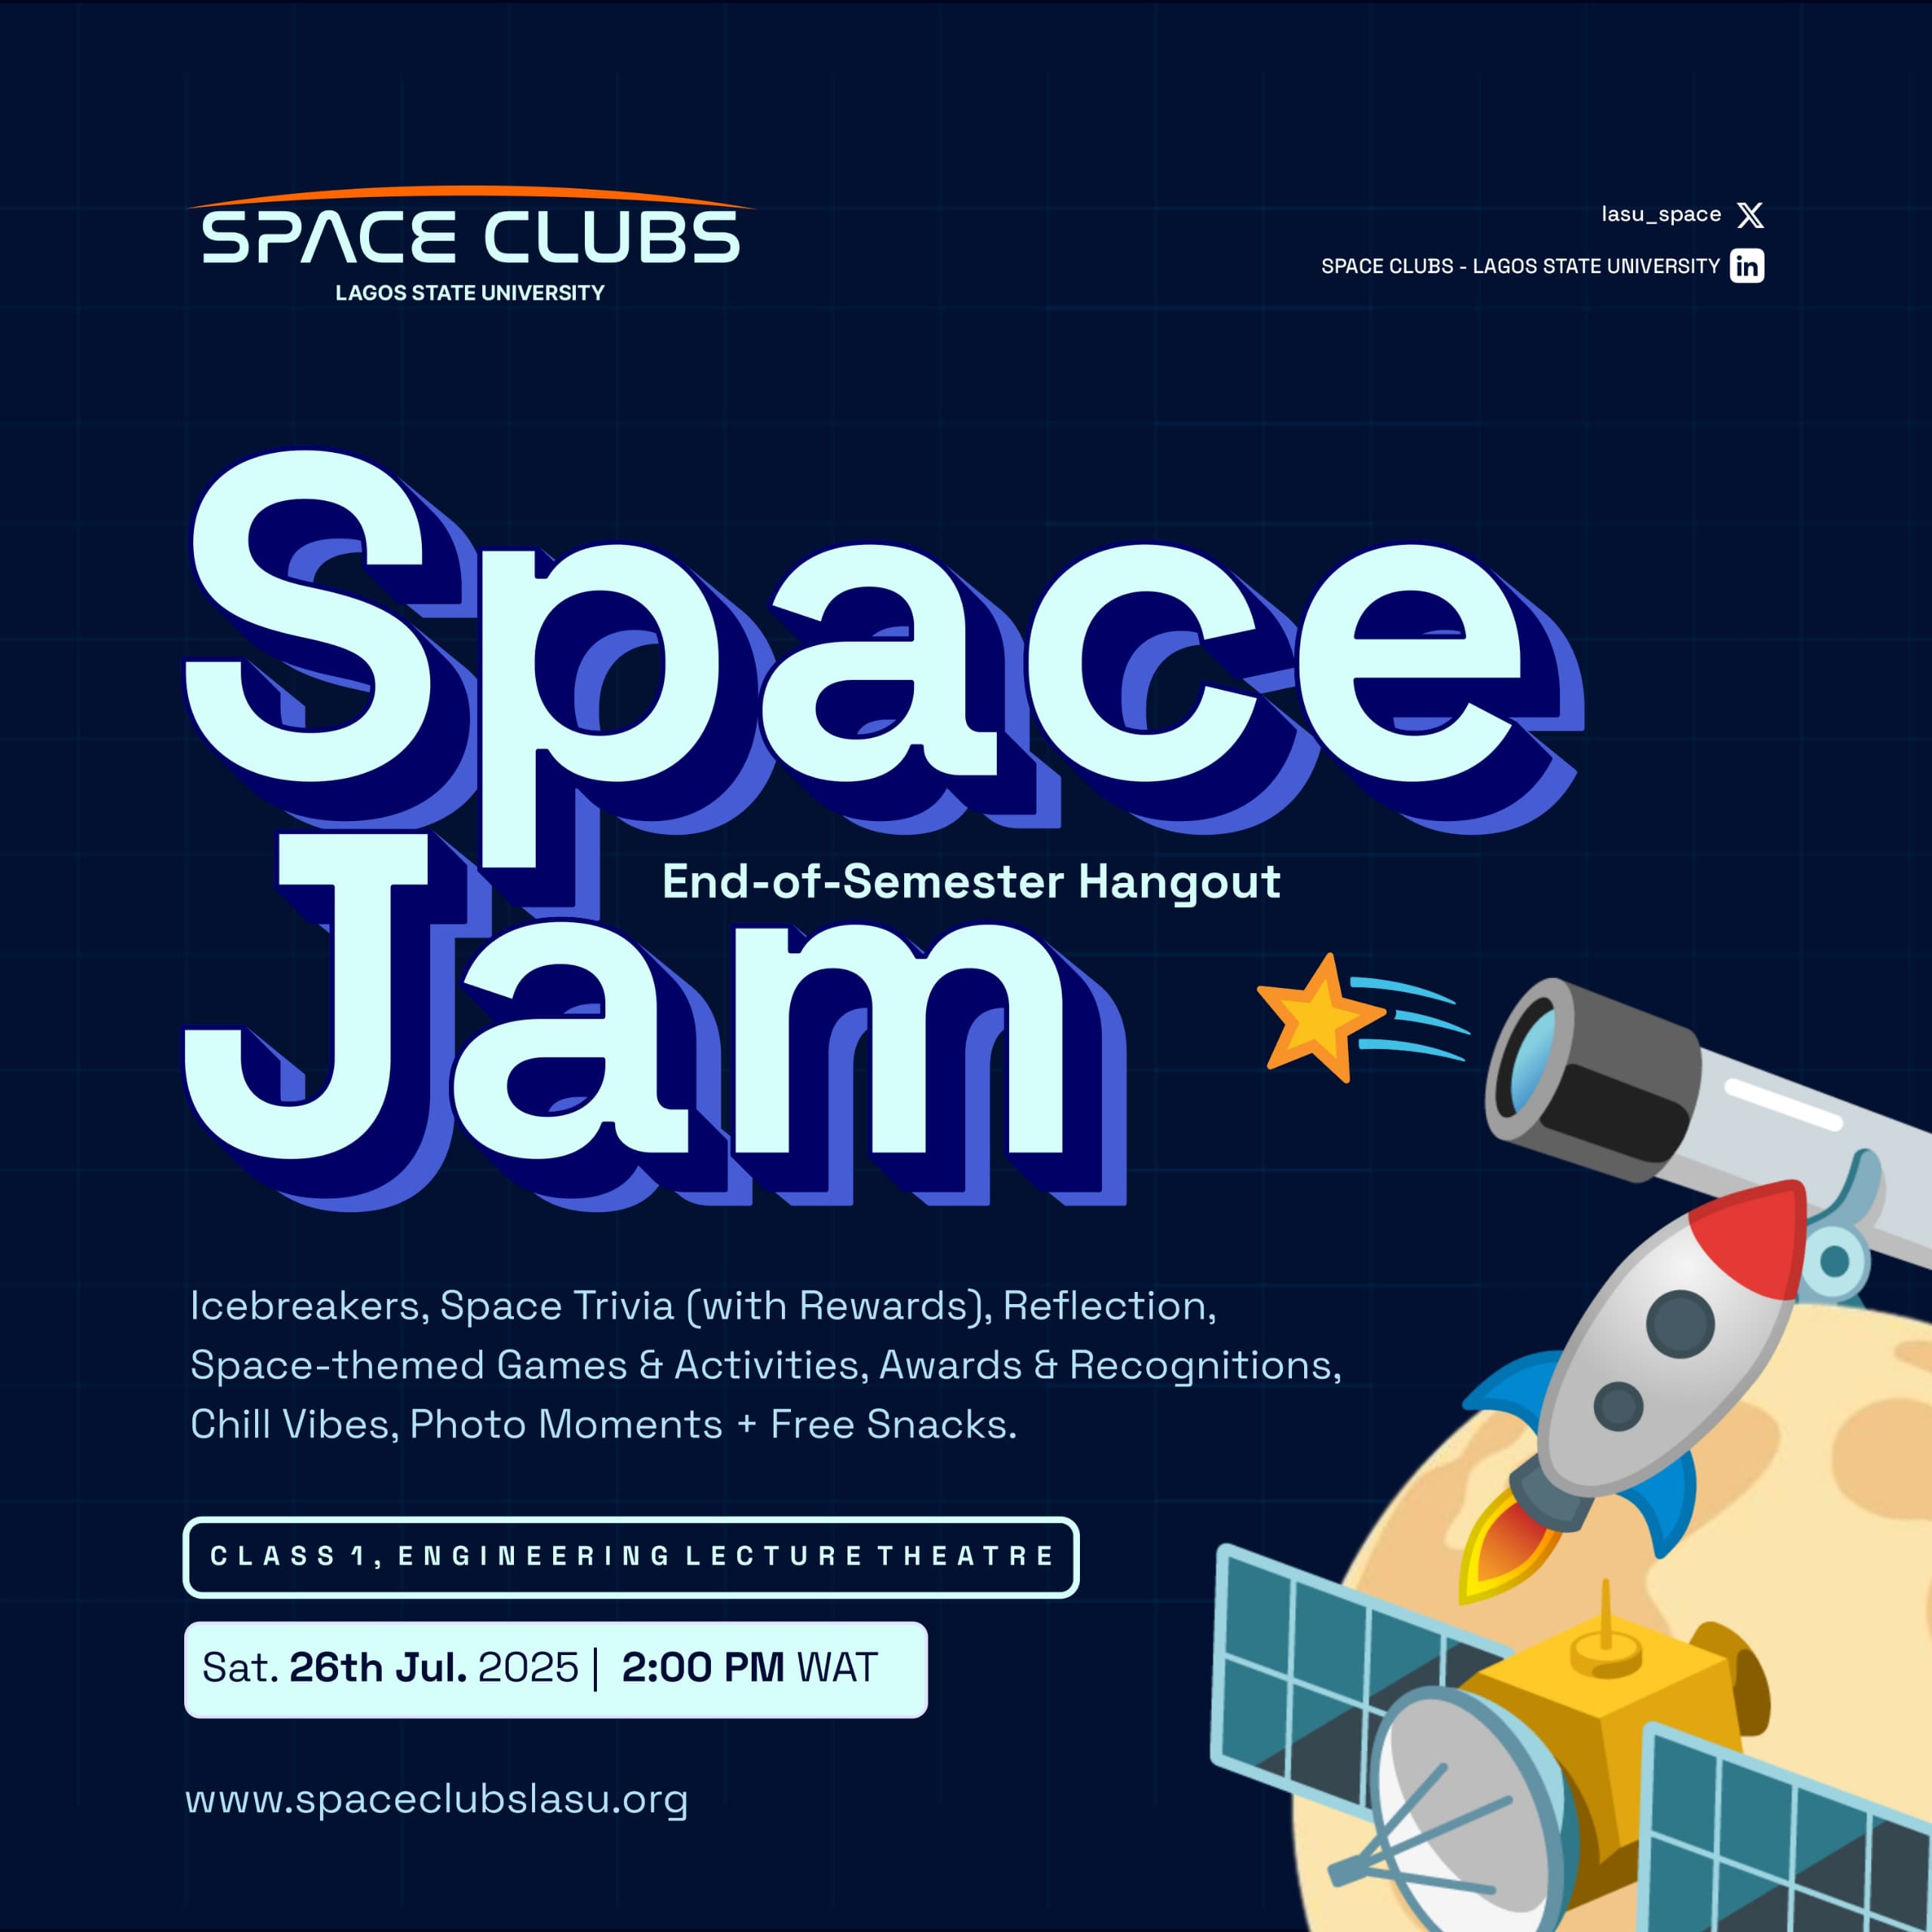 SPACE CLUBS
LAGOS STATE UNIVERSITY
lasu_space X
SPACE CLUBS - LAGOS STATE UNIVERSITY in
Space
End-of-Semester Hangout
Jam
Icebreakers, Space Trivia (with Rewards), Reflection,
Space-themed Games & Activities, Awards & Recognitions,
Chill Vibes, Photo Moments + Free Snacks.
CLASS 1, ENGINEERING LECTURE THEATRE
Sat. 26th Jul. 2025 | 2:00 PM WAT
www.spaceclubslasu.org